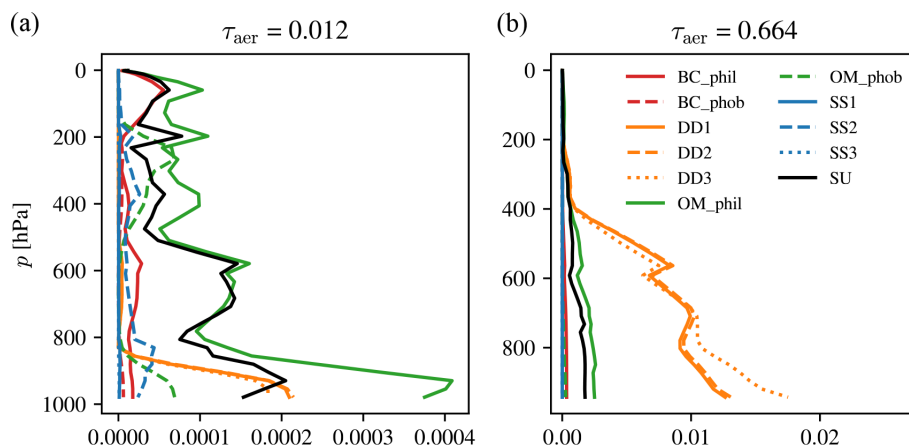 (a)
τaer = 0.012
p [hPa]
0
200
400
600
800
1000
0.0000
0.0001
0.0002
0.0003
0.0004
(b)
τaer = 0.664
0
200
400
600
800
0.00
0.01
0.02
BC_phil
BC_phob
DD1
DD2
DD3
OM_phil
OM_phob
SS1
SS2
SS3
SU